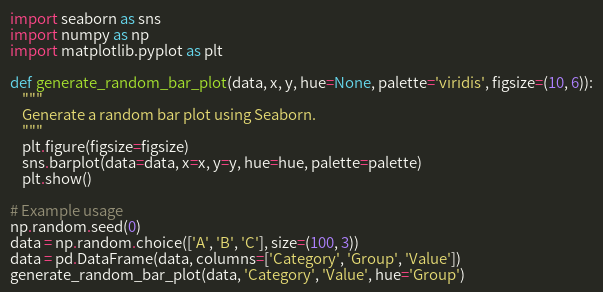 import seaborn as sns
import numpy as np
import matplotlib.pyplot as plt

def generate_random_bar_plot(data, x, y, hue=None, palette='viridis', figsize=(10, 6)):
    """
    Generate a random bar plot using Seaborn.
    """
    plt.figure(figsize=figsize)
    sns.barplot(data=data, x=x, y=y, hue=hue, palette=palette)
    plt.show()

# Example usage
np.random.seed(0)
data = np.random.choice(['A', 'B', 'C'], size=(100, 3))
data = pd.DataFrame(data, columns=['Category', 'Group', 'Value'])
generate_random_bar_plot(data, 'Category', 'Value', hue='Group')